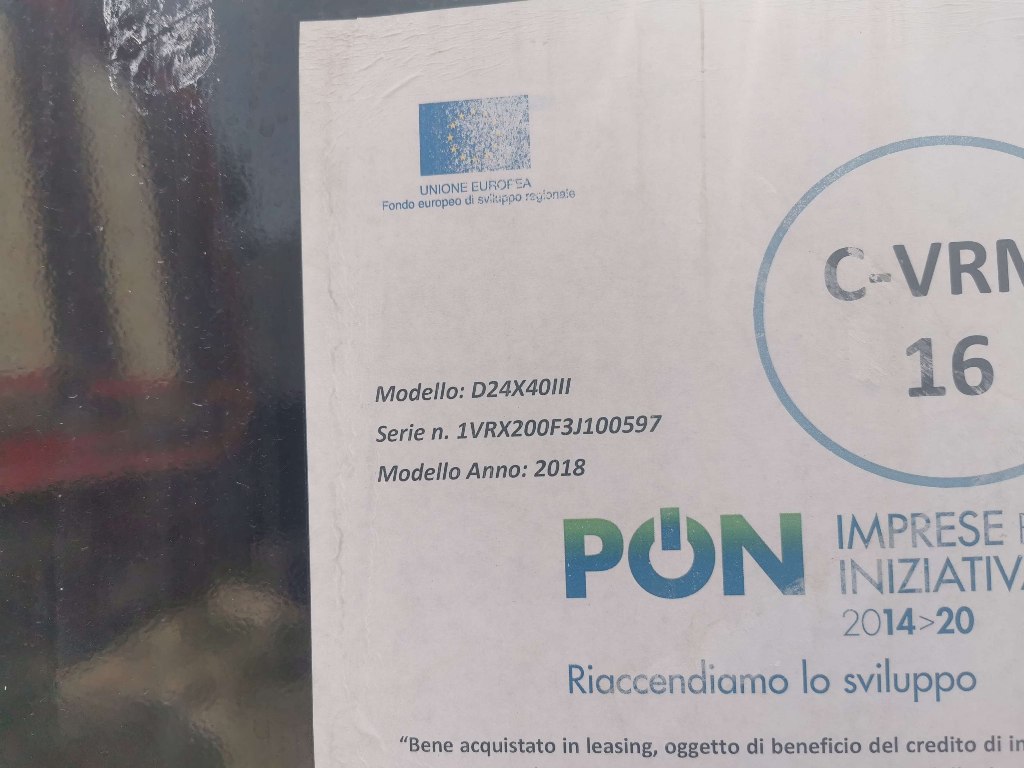 UNIONE EUROPEA
Fondo europeo di sviluppo regionale
C-VRM
16
Modello: D24X40III
Serie n. 1VRX200F3J100597
Modello Anno: 2018
PON IMPRESE E
INIZIATIVA
2014>20
Riaccendiamo lo sviluppo
“Bene acquistato in leasing, oggetto di beneficio del credito di in